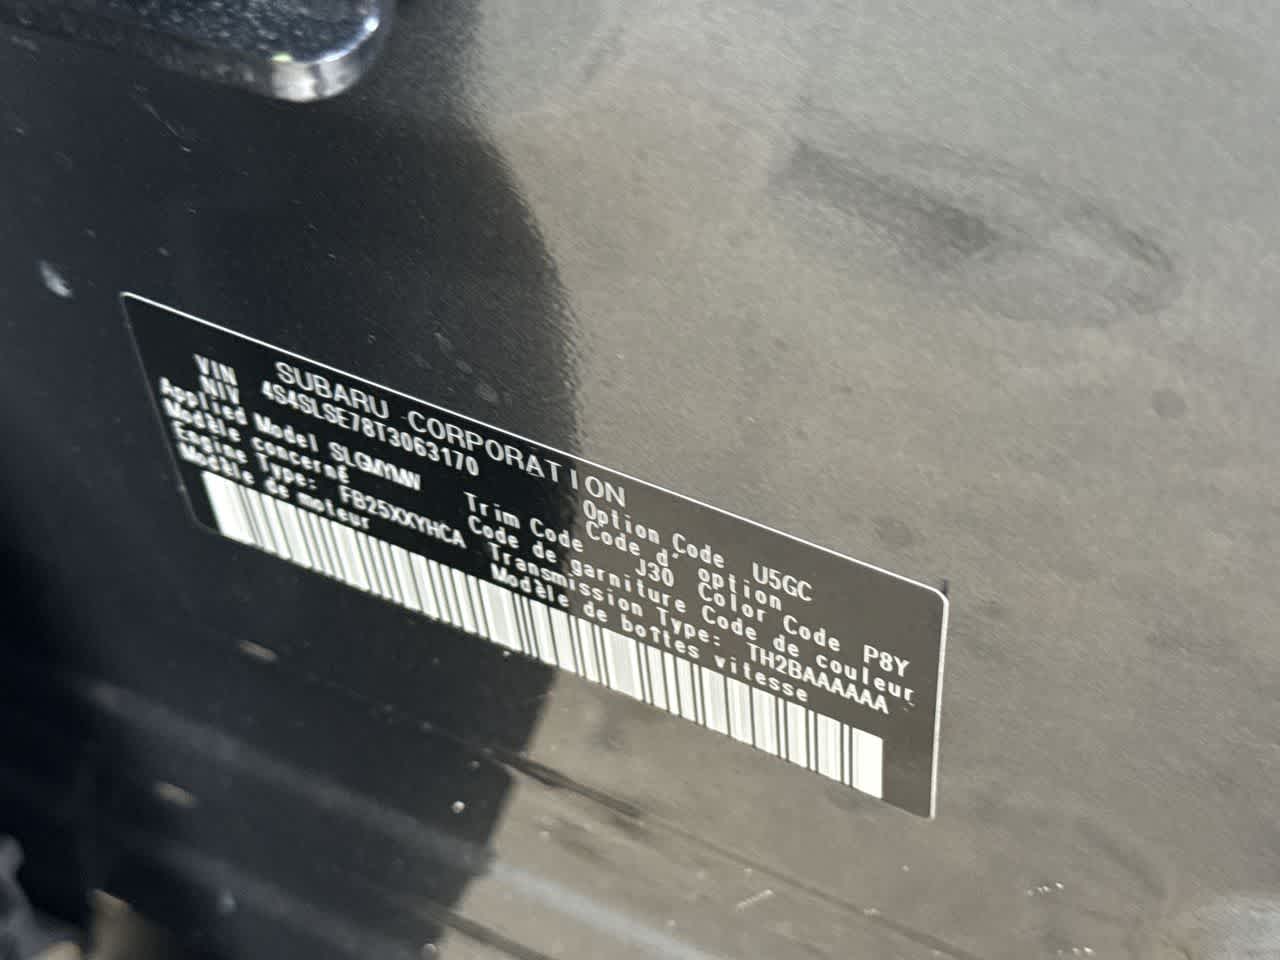 SUBARU CORPORATION
VIN
NIV 4S4SLSE78T3063170
Option Code U5GC
Code d'option
Applied Model SLGMYMW
Modèle concerné
Trim Code J30
Code de garniture
Color Code P8Y
Code de couleur
Engine Type: FB25XXYHCA
Modèle de moteur
Transmission Type: TH2BAAAAAA
Modèle de boîtes vitesse